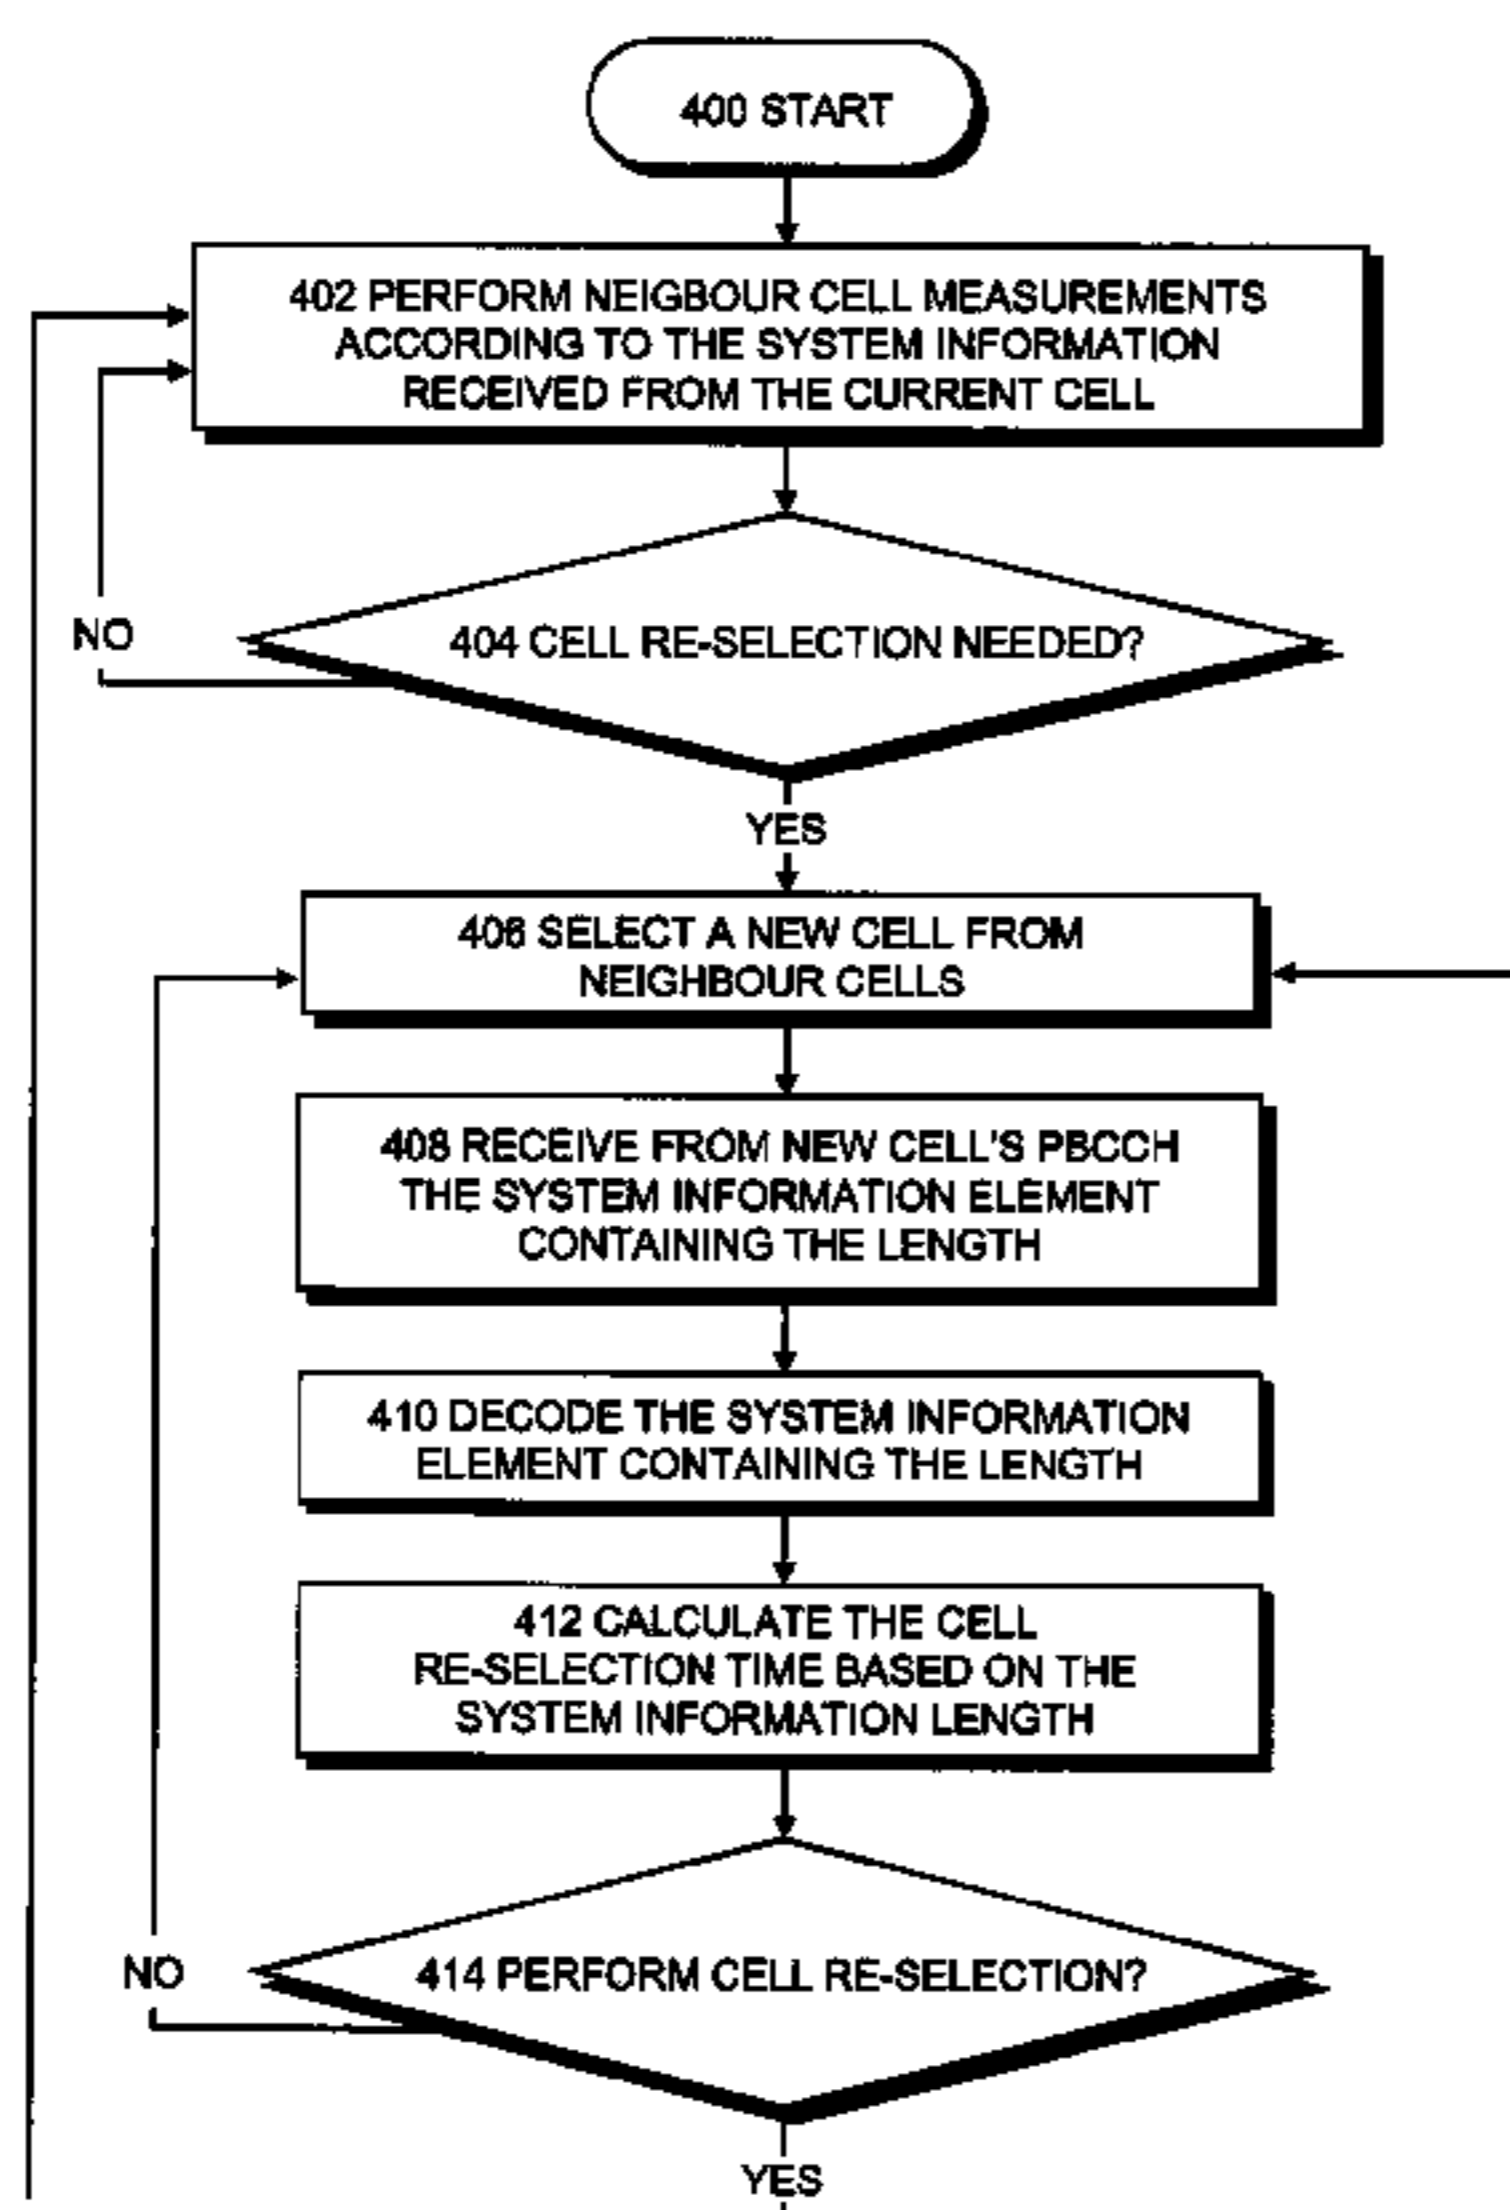 400 START
402 PERFORM NEIGBOUR CELL MEASUREMENTS
ACCORDING TO THE SYSTEM INFORMATION
RECEIVED FROM THE CURRENT CELL
NO
404 CELL RE-SELECTION NEEDED?
YES
406 SELECT A NEW CELL FROM
NEIGHBOUR CELLS
408 RECEIVE FROM NEW CELL'S PBCCH
THE SYSTEM INFORMATION ELEMENT
CONTAINING THE LENGTH
410 DECODE THE SYSTEM INFORMATION
ELEMENT CONTAINING THE LENGTH
412 CALCULATE THE CELL
RE-SELECTION TIME BASED ON THE
SYSTEM INFORMATION LENGTH
NO
414 PERFORM CELL RE-SELECTION?
YES